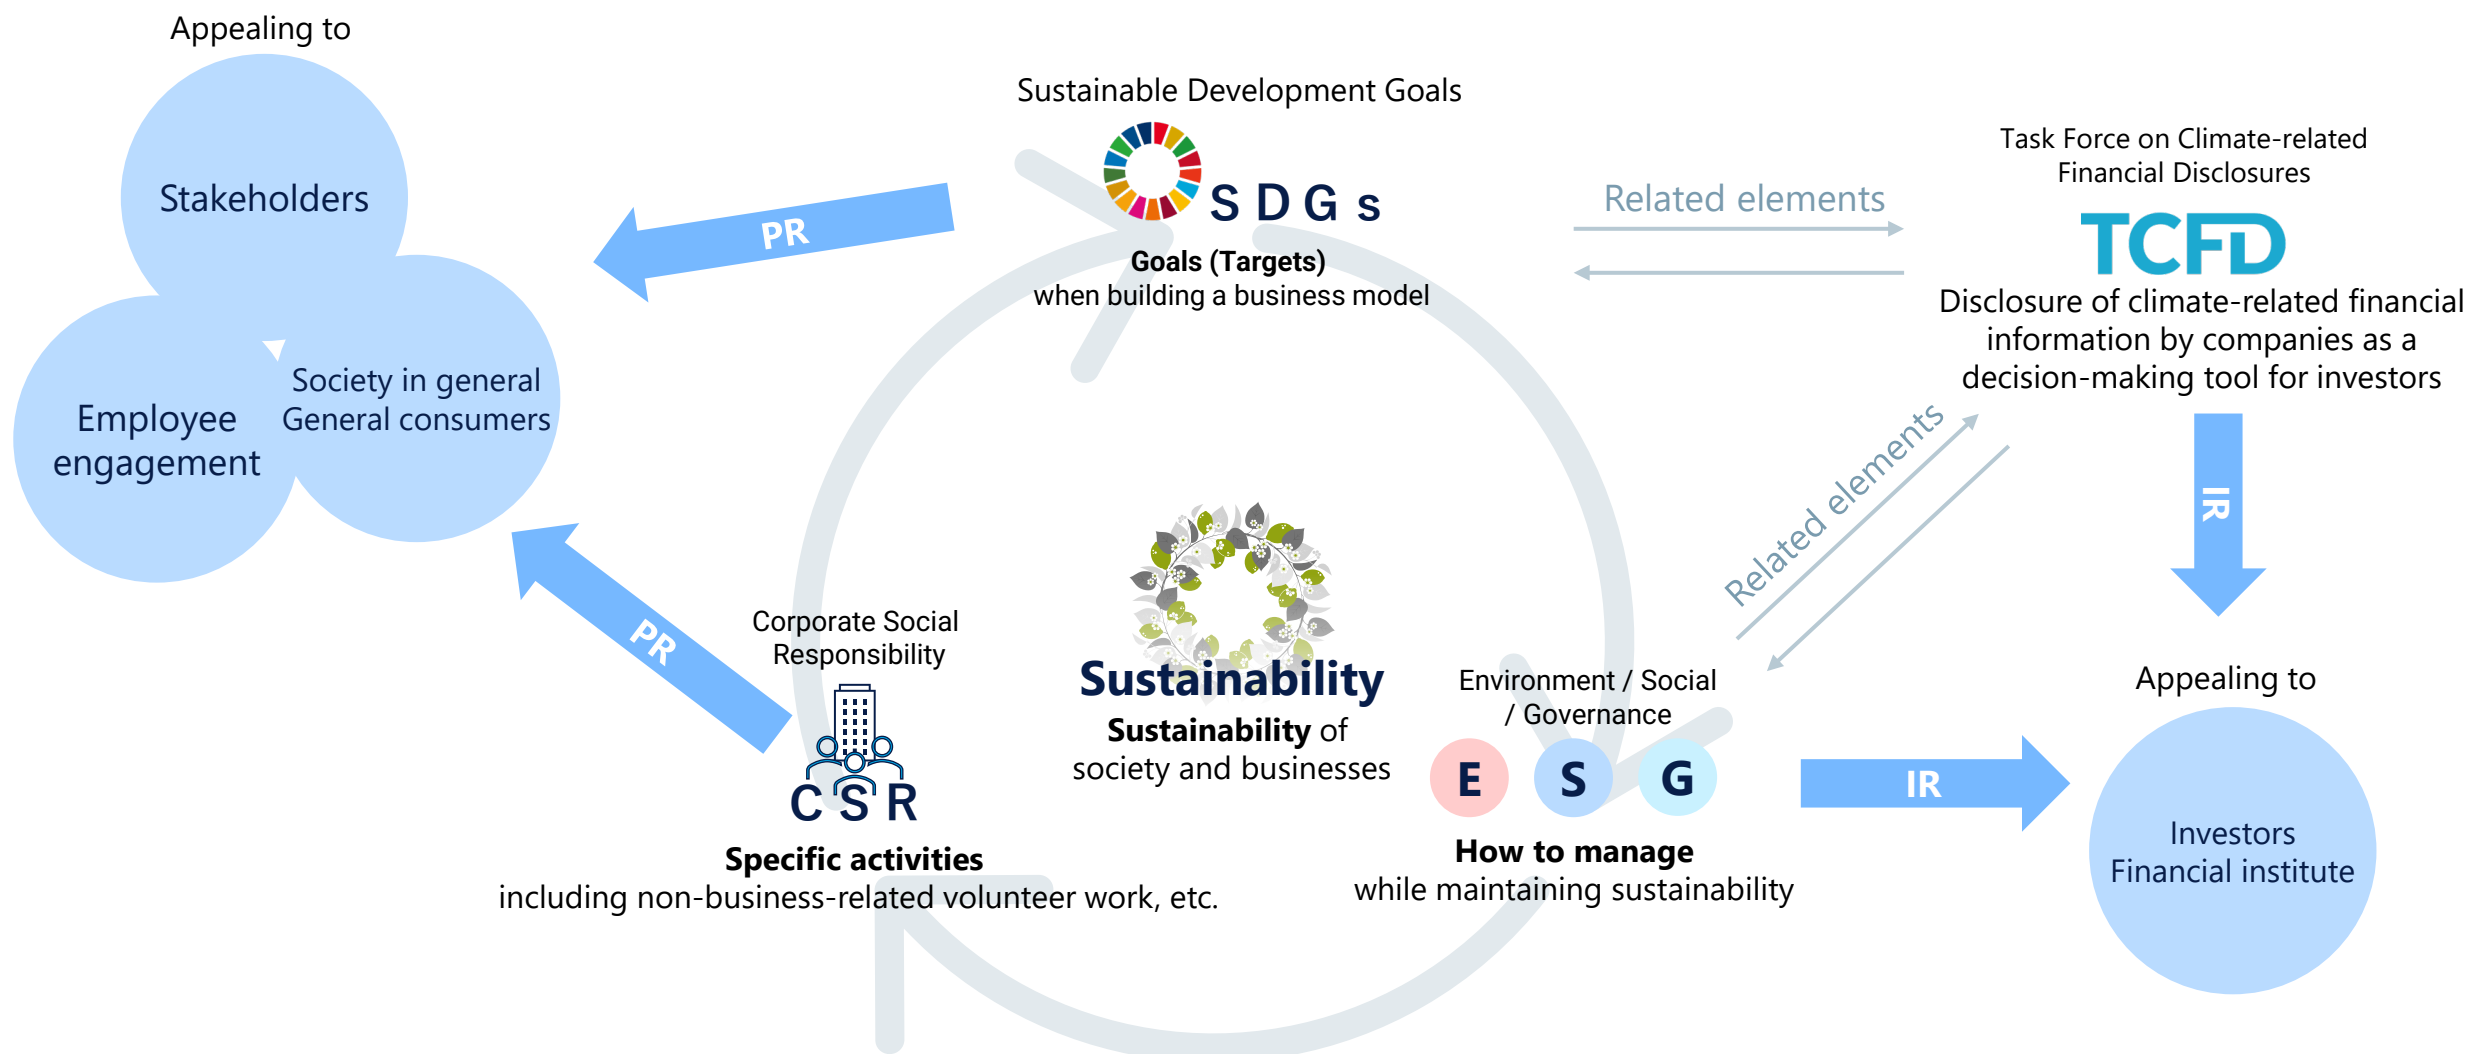 Appealing to
Stakeholders
Employee
engagement
Society in general
General consumers
PR
PR
Sustainable Development Goals
SDGs
Goals (Targets)
when building a business model
Related elements
Task Force on Climate-related
Financial Disclosures
TCFD
Disclosure of climate-related financial
information by companies as a
decision-making tool for investors
Related elements
IR
Corporate Social
Responsibility
CSR
Specific activities
including non-business-related volunteer work, etc.
Sustainability
Sustainability of
society and businesses
Environment / Social
/ Governance
E S G
How to manage
while maintaining sustainability
IR
Appealing to
Investors
Financial institute